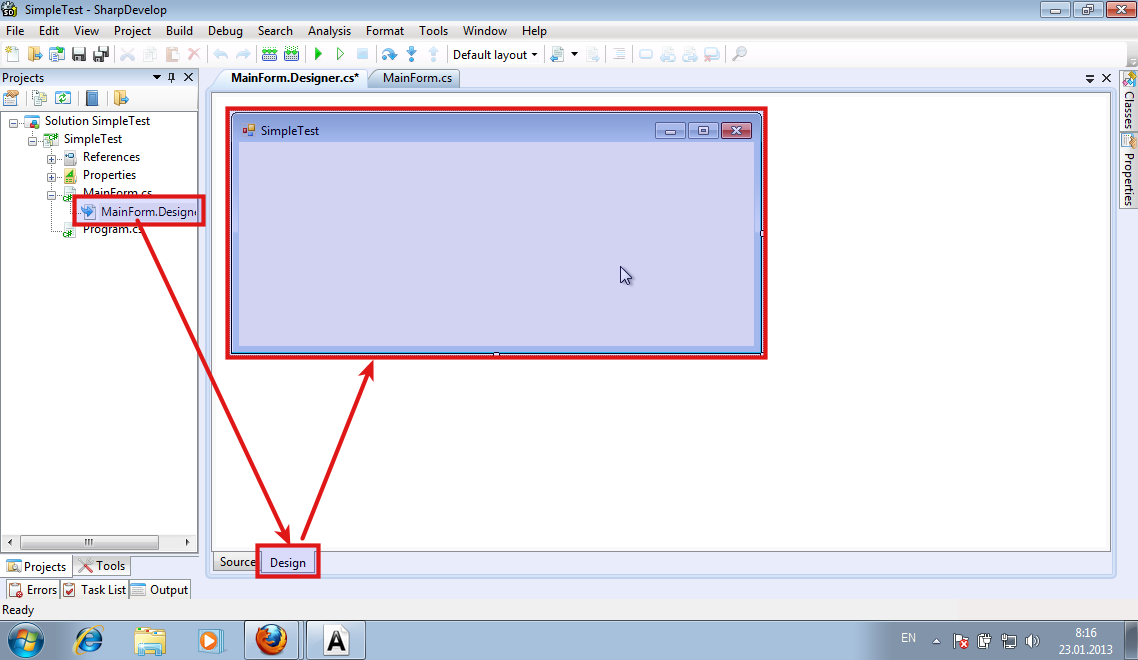 SimpleTest - SharpDevelop
File Edit View Project Build Debug Search Analysis Format Tools Window Help
Default layout
Projects
MainForm.Designer.cs* MainForm.cs
Solution SimpleTest
SimpleTest
References
Properties
MainForm.cs
MainForm.Designe
Program.cs
SimpleTest
Classes
Properties
Source Design
Projects Tools
Errors Task List Output
Ready
EN
8:16
23.01.2013